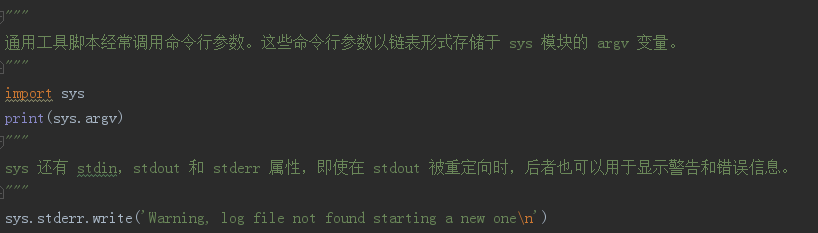 """
通用工具脚本经常调用命令行参数。这些命令行参数以链表形式存储于 sys 模块的 argv 变量。
"""
import sys
print(sys.argv)
"""
sys 还有 stdin，stdout 和 stderr 属性，即使在 stdout 被重定向时，后者也可以用于显示警告和错误信息。
"""
sys.stderr.write('Warning, log file not found starting a new one\n')